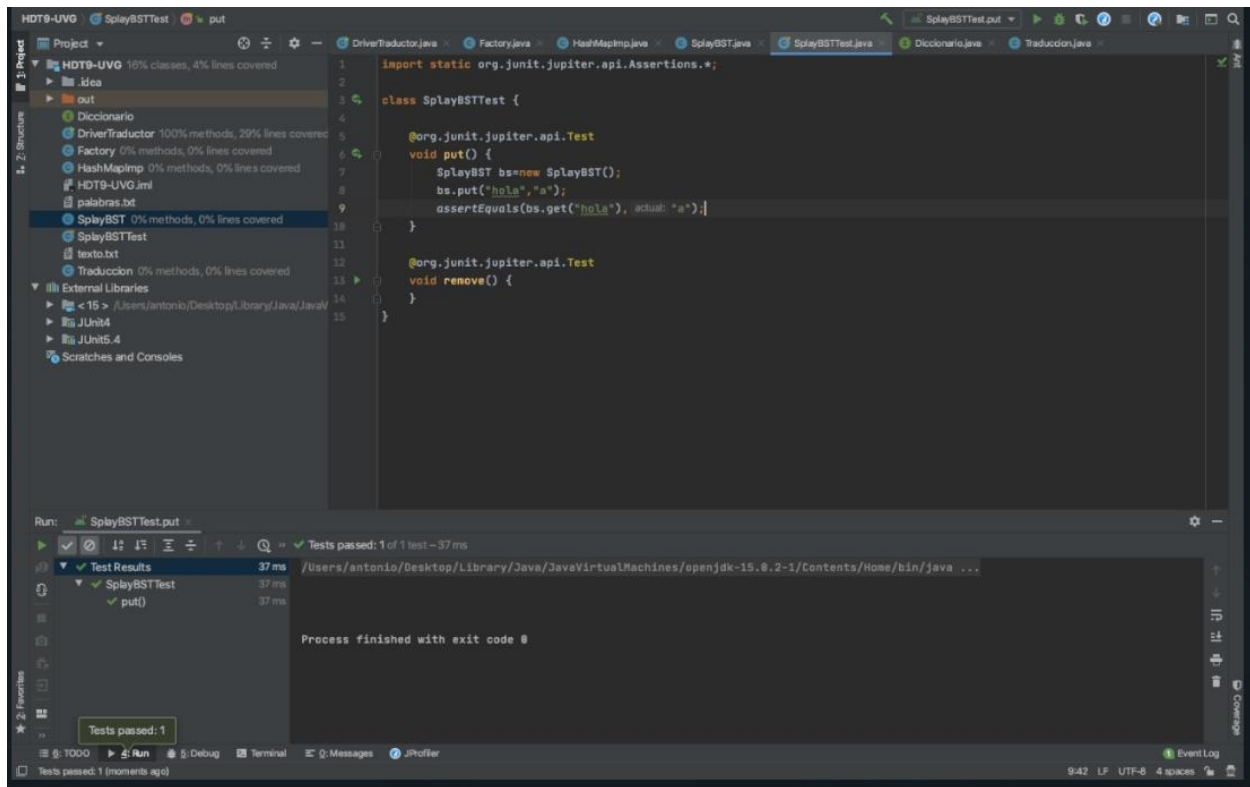 HDT9-UVG SplayBSTTest put SplayBSTTest.put
Project DriverTraductor.java Factory.java HashMapImp.java SplayBST.java SplayBSTTest.java Diccionario.java Traduccion.java
1: Project
Z: Structure
2: Favorites
Ant
Coverage
HDT9-UVG 16% classes, 4% lines covered
.idea
out
Diccionario
DriverTraductor 100% methods, 29% lines covered
Factory 0% methods, 0% lines covered
HashMapImp 0% methods, 0% lines covered
HDT9-UVG.iml
palabras.txt
SplayBST 0% methods, 0% lines covered
SplayBSTTest
texto.txt
Traduccion 0% methods, 0% lines covered
External Libraries
< 15 > /Users/antonio/Desktop/Library/Java/JavaV
JUnit4
JUnit5.4
Scratches and Consoles
1 import static org.junit.jupiter.api.Assertions.*;
2
3 class SplayBSTTest {
4
5 @org.junit.jupiter.api.Test
6 void put() {
7 SplayBST bs=new SplayBST();
8 bs.put("hola","a");
9 assertEquals(bs.get("hola"), actual: "a");
10 }
11
12 @org.junit.jupiter.api.Test
13 void remove() {
14 }
15 }
Run: SplayBSTTest.put
Tests passed: 1 of 1 test – 37 ms
Test Results 37 ms
SplayBSTTest 37 ms
put() 37 ms
/Users/antonio/Desktop/Library/Java/JavaVirtualMachines/openjdk-15.0.2-1/Contents/Home/bin/java ...
Process finished with exit code 0
Tests passed: 1
6: TODO 4: Run 5: Debug Terminal 0: Messages JProfiler Event Log
Tests passed: 1 (moments ago) 9:42 LF UTF-8 4 spaces